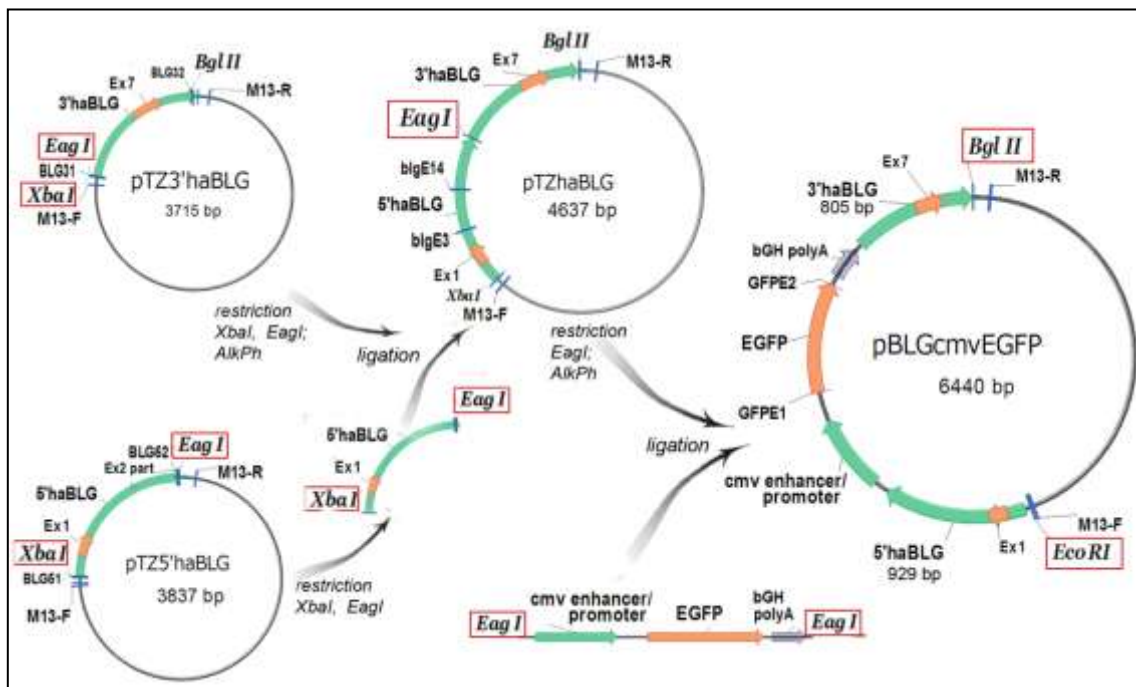 Bgl II
Ex7
BLG32
M13-R
3'haBLG
Eag I
BLG31
Xba I
M13-F
pTZ3'haBLG
3715 bp
restriction
XbaI, EagI;
AlkPh
ligation
Bgl II
Ex7
M13-R
3'haBLG
Eag I
blgE14
5'haBLG
blgE3
Ex1
Xba I
M13-F
pTZhaBLG
4637 bp
restriction
EagI;
AlkPh
ligation
Eag I
BLG52
Ex2 part
M13-R
5'haBLG
Ex1
Xba I
BLG51
M13-F
pTZ5'haBLG
3837 bp
restriction
XbaI, EagI
Eag I
5'haBLG
Ex1
Xba I
cmv enhancer/
promoter
EGFP
bGH
polyA
Eag I
Eag I
Bgl II
Ex7
M13-R
3'haBLG
805 bp
bGH polyA
GFPE2
EGFP
GFPE1
cmv enhancer/
promoter
5'haBLG
929 bp
Ex1
M13-F
Eco RI
pBLGcmvEGFP
6440 bp